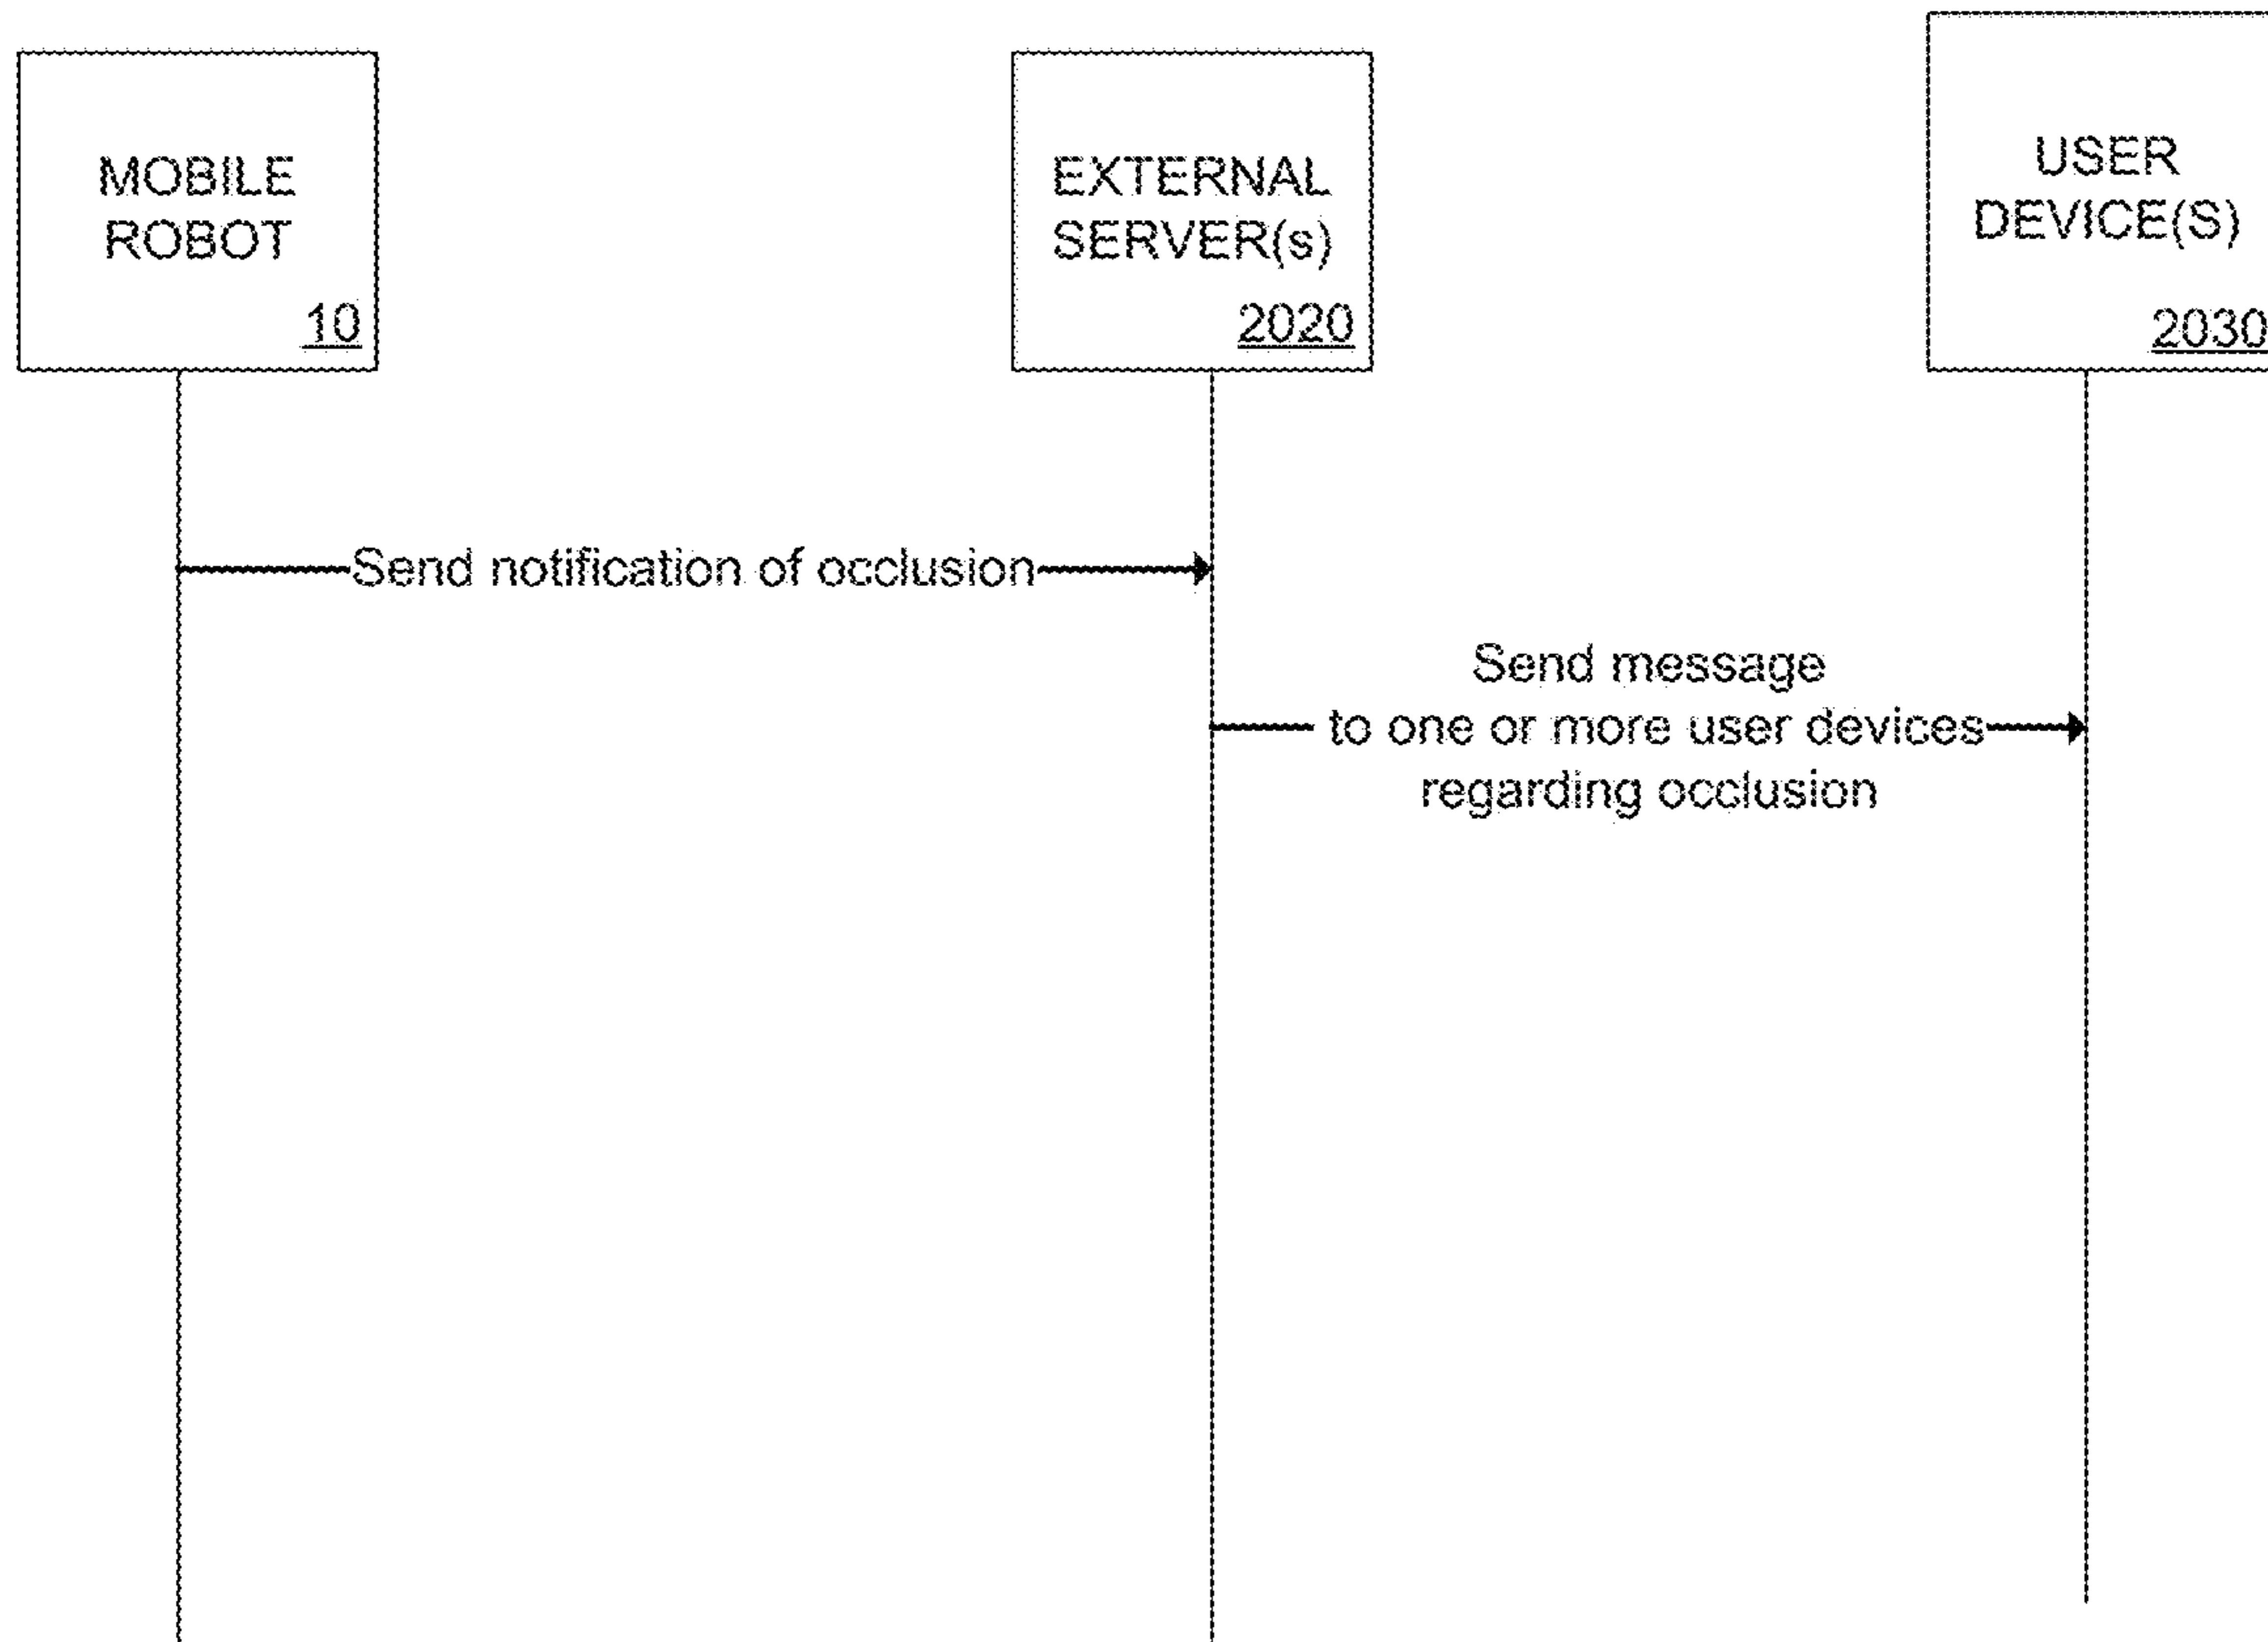 MOBILE
ROBOT
10
EXTERNAL
SERVER(s)
2020
USER
DEVICE(S)
2030
Send notification of occlusion
Send message
to one or more user devices
regarding occlusion